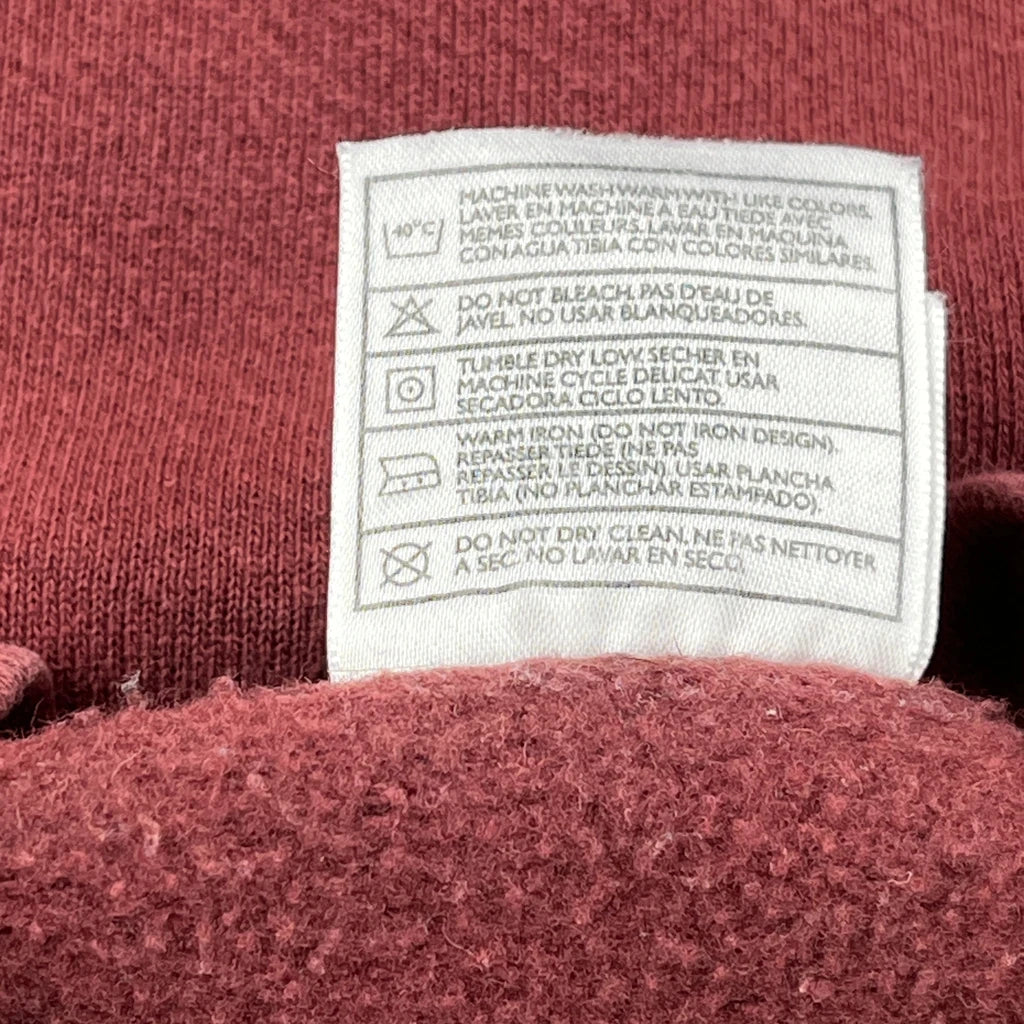 40°C
MACHINE WASH WARM WITH LIKE COLORS.
LAVER EN MACHINE A EAU TIEDE AVEC
MEMES COULEURS. LAVAR EN MAQUINA
CON AGUA TIBIA CON COLORES SIMILARES.
DO NOT BLEACH. PAS D'EAU DE
JAVEL. NO USAR BLANQUEADORES.
TUMBLE DRY LOW. SECHER EN
MACHINE CYCLE DELICAT. USAR
SECADORA CICLO LENTO.
WARM IRON (DO NOT IRON DESIGN).
REPASSER TIEDE (NE PAS
REPASSER LE DESSIN). USAR PLANCHA
TIBIA (NO PLANCHAR ESTAMPADO).
DO NOT DRY CLEAN. NE PAS NETTOYER
A SEC. NO LAVAR EN SECO.